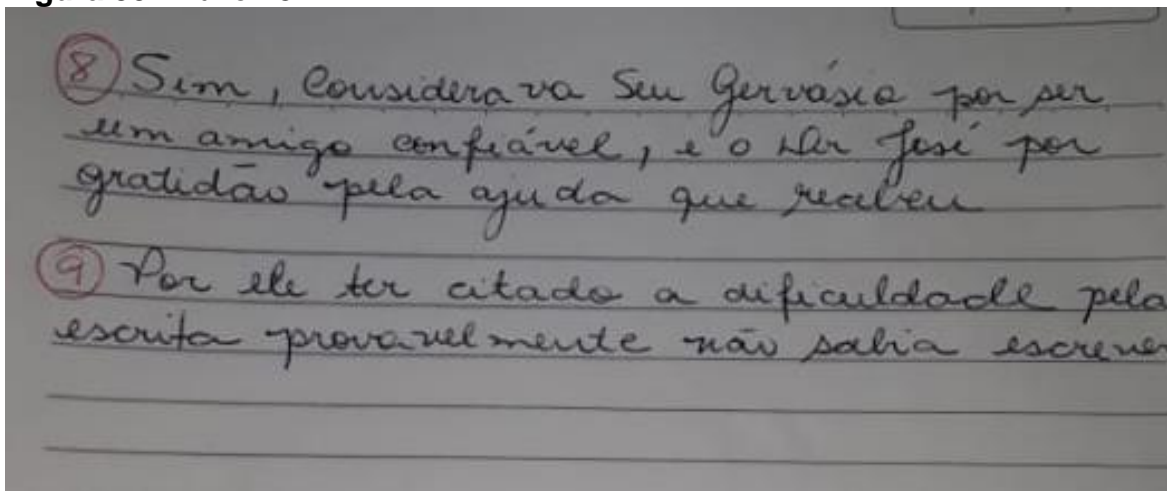 8 Sim, Considerava Seu Gervásio por ser
um amigo confiável, e o José por
gratidão pela ajuda que recebeu
9 Por ele ter citado a dificuldade pela
escrita provavelmente não sabia escrever